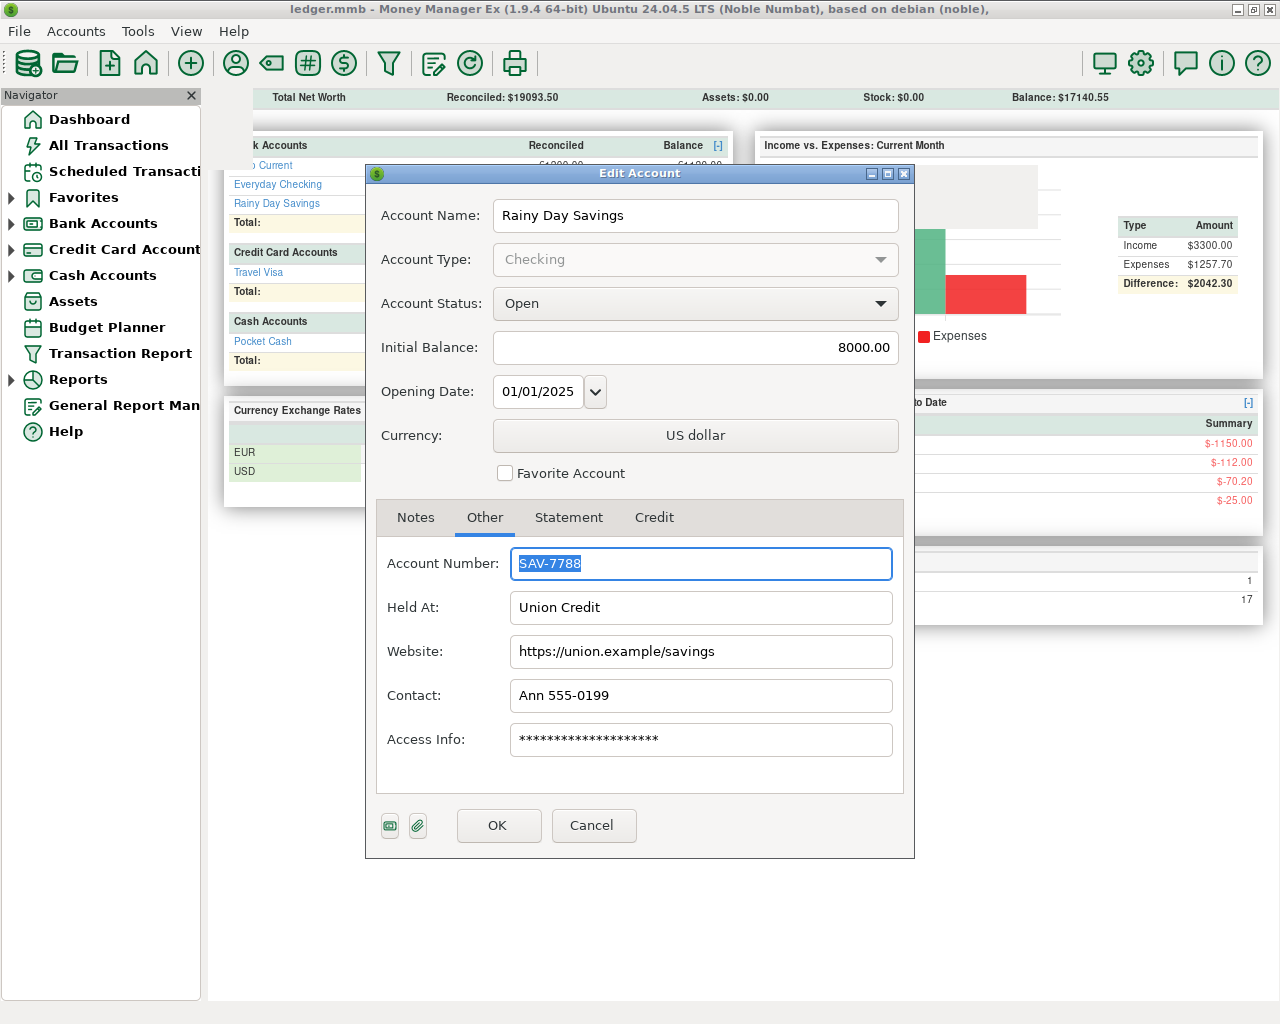 ledger.mmb - Money Manager Ex (1.9.4 64-bit) Ubuntu 24.04.5 LTS (Noble Numbat), based on debian (noble),
File Accounts Tools View Help
Navigator
Dashboard
All Transactions
Scheduled Transacti
Favorites
Bank Accounts
Credit Card Account
Cash Accounts
Assets
Budget Planner
Transaction Report
Reports
General Report Man
Help
Total Net Worth Reconciled: $19093.50 Assets: $0.00 Stock: $0.00 Balance: $17140.55
k Accounts Reconciled Balance [-]
o Current
Everyday Checking
Rainy Day Savings
Total:
Credit Card Accounts
Travel Visa
Total:
Cash Accounts
Pocket Cash
Total:
Currency Exchange Rates
EUR
USD
Income vs. Expenses: Current Month
Type Amount
Income $3300.00
Expenses $1257.70
Difference: $2042.30
Expenses
to Date [-]
Summary
$-1150.00
$-112.00
$-70.20
$-25.00
1
17
Edit Account
Account Name: Rainy Day Savings
Account Type: Checking
Account Status: Open
Initial Balance: 8000.00
Opening Date: 01/01/2025
Currency: US dollar
Favorite Account
Notes Other Statement Credit
Account Number: SAV-7788
Held At: Union Credit
Website: https://union.example/savings
Contact: Ann 555-0199
Access Info: ********************
OK Cancel